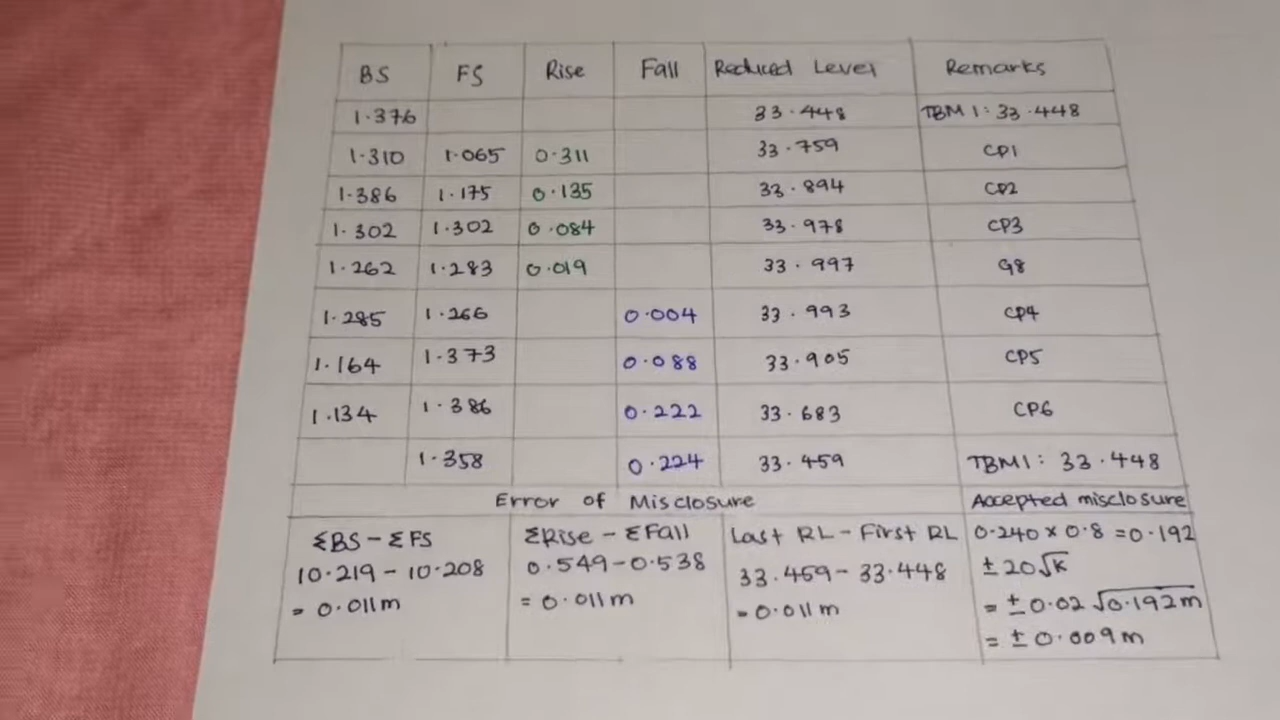 BS FS Rise Fall Reduced Level Remarks
1.376 33.448 TBM 1: 33.448
1.310 1.065 0.311 33.759 CP1
1.386 1.175 0.135 33.894 CP2
1.302 1.302 0.084 33.978 CP3
1.262 1.283 0.019 33.997 G8
1.285 1.266 0.004 33.993 CP4
1.164 1.373 0.088 33.905 CP5
1.134 1.386 0.222 33.683 CP6
1.358 0.224 33.459 TBM1: 33.448
Error of Misclosure Accepted misclosure
ΣBS - ΣFS
10.219 - 10.208
= 0.011m
ΣRise - ΣFall
0.549 - 0.538
= 0.011m
Last RL - First RL
33.459 - 33.448
= 0.011m
0.240 x 0.8 = 0.192
± 20√K
= ± 0.02 √0.192m
= ± 0.009m